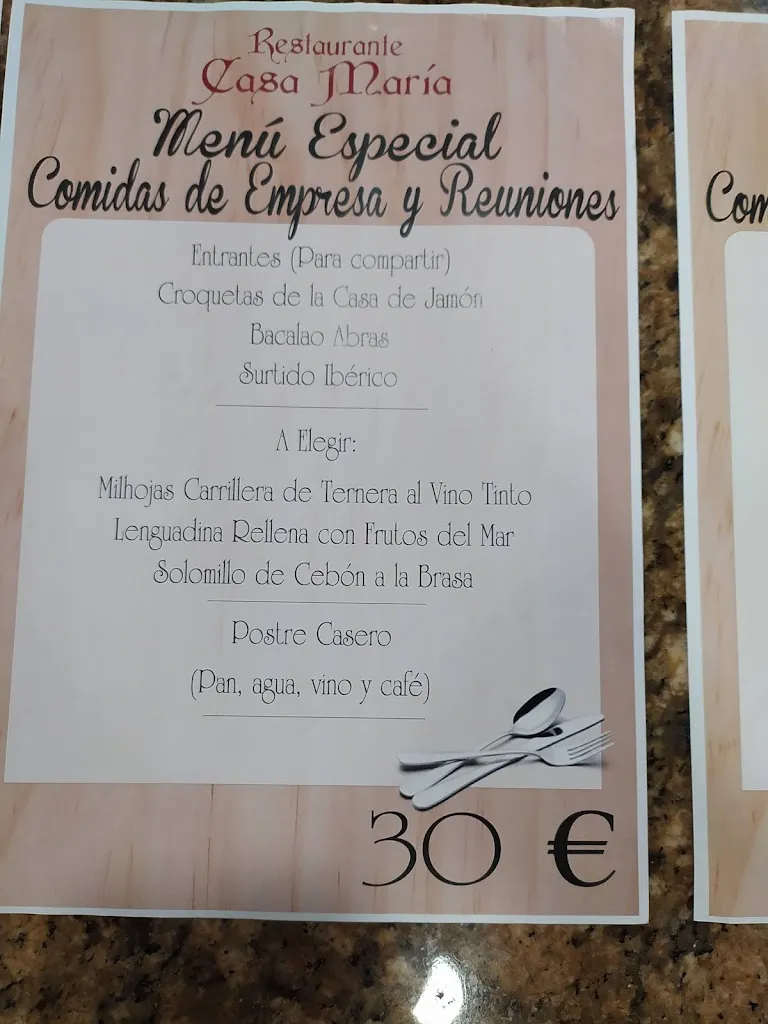 Restaurante
Casa María
Menú Especial
Comidas de Empresa y Reuniones
Entrantes (Para compartir)
Croquetas de la Casa de Jamón
Bacalao Abras
Surtido Ibérico
A Elegir:
Milhojas Carrillera de Ternera al Vino Tinto
Lenguadina Rellena con Frutos del Mar
Solomillo de Cebón a la Brasa
Postre Casero
(Pan, agua, vino y café)
30 €
Com